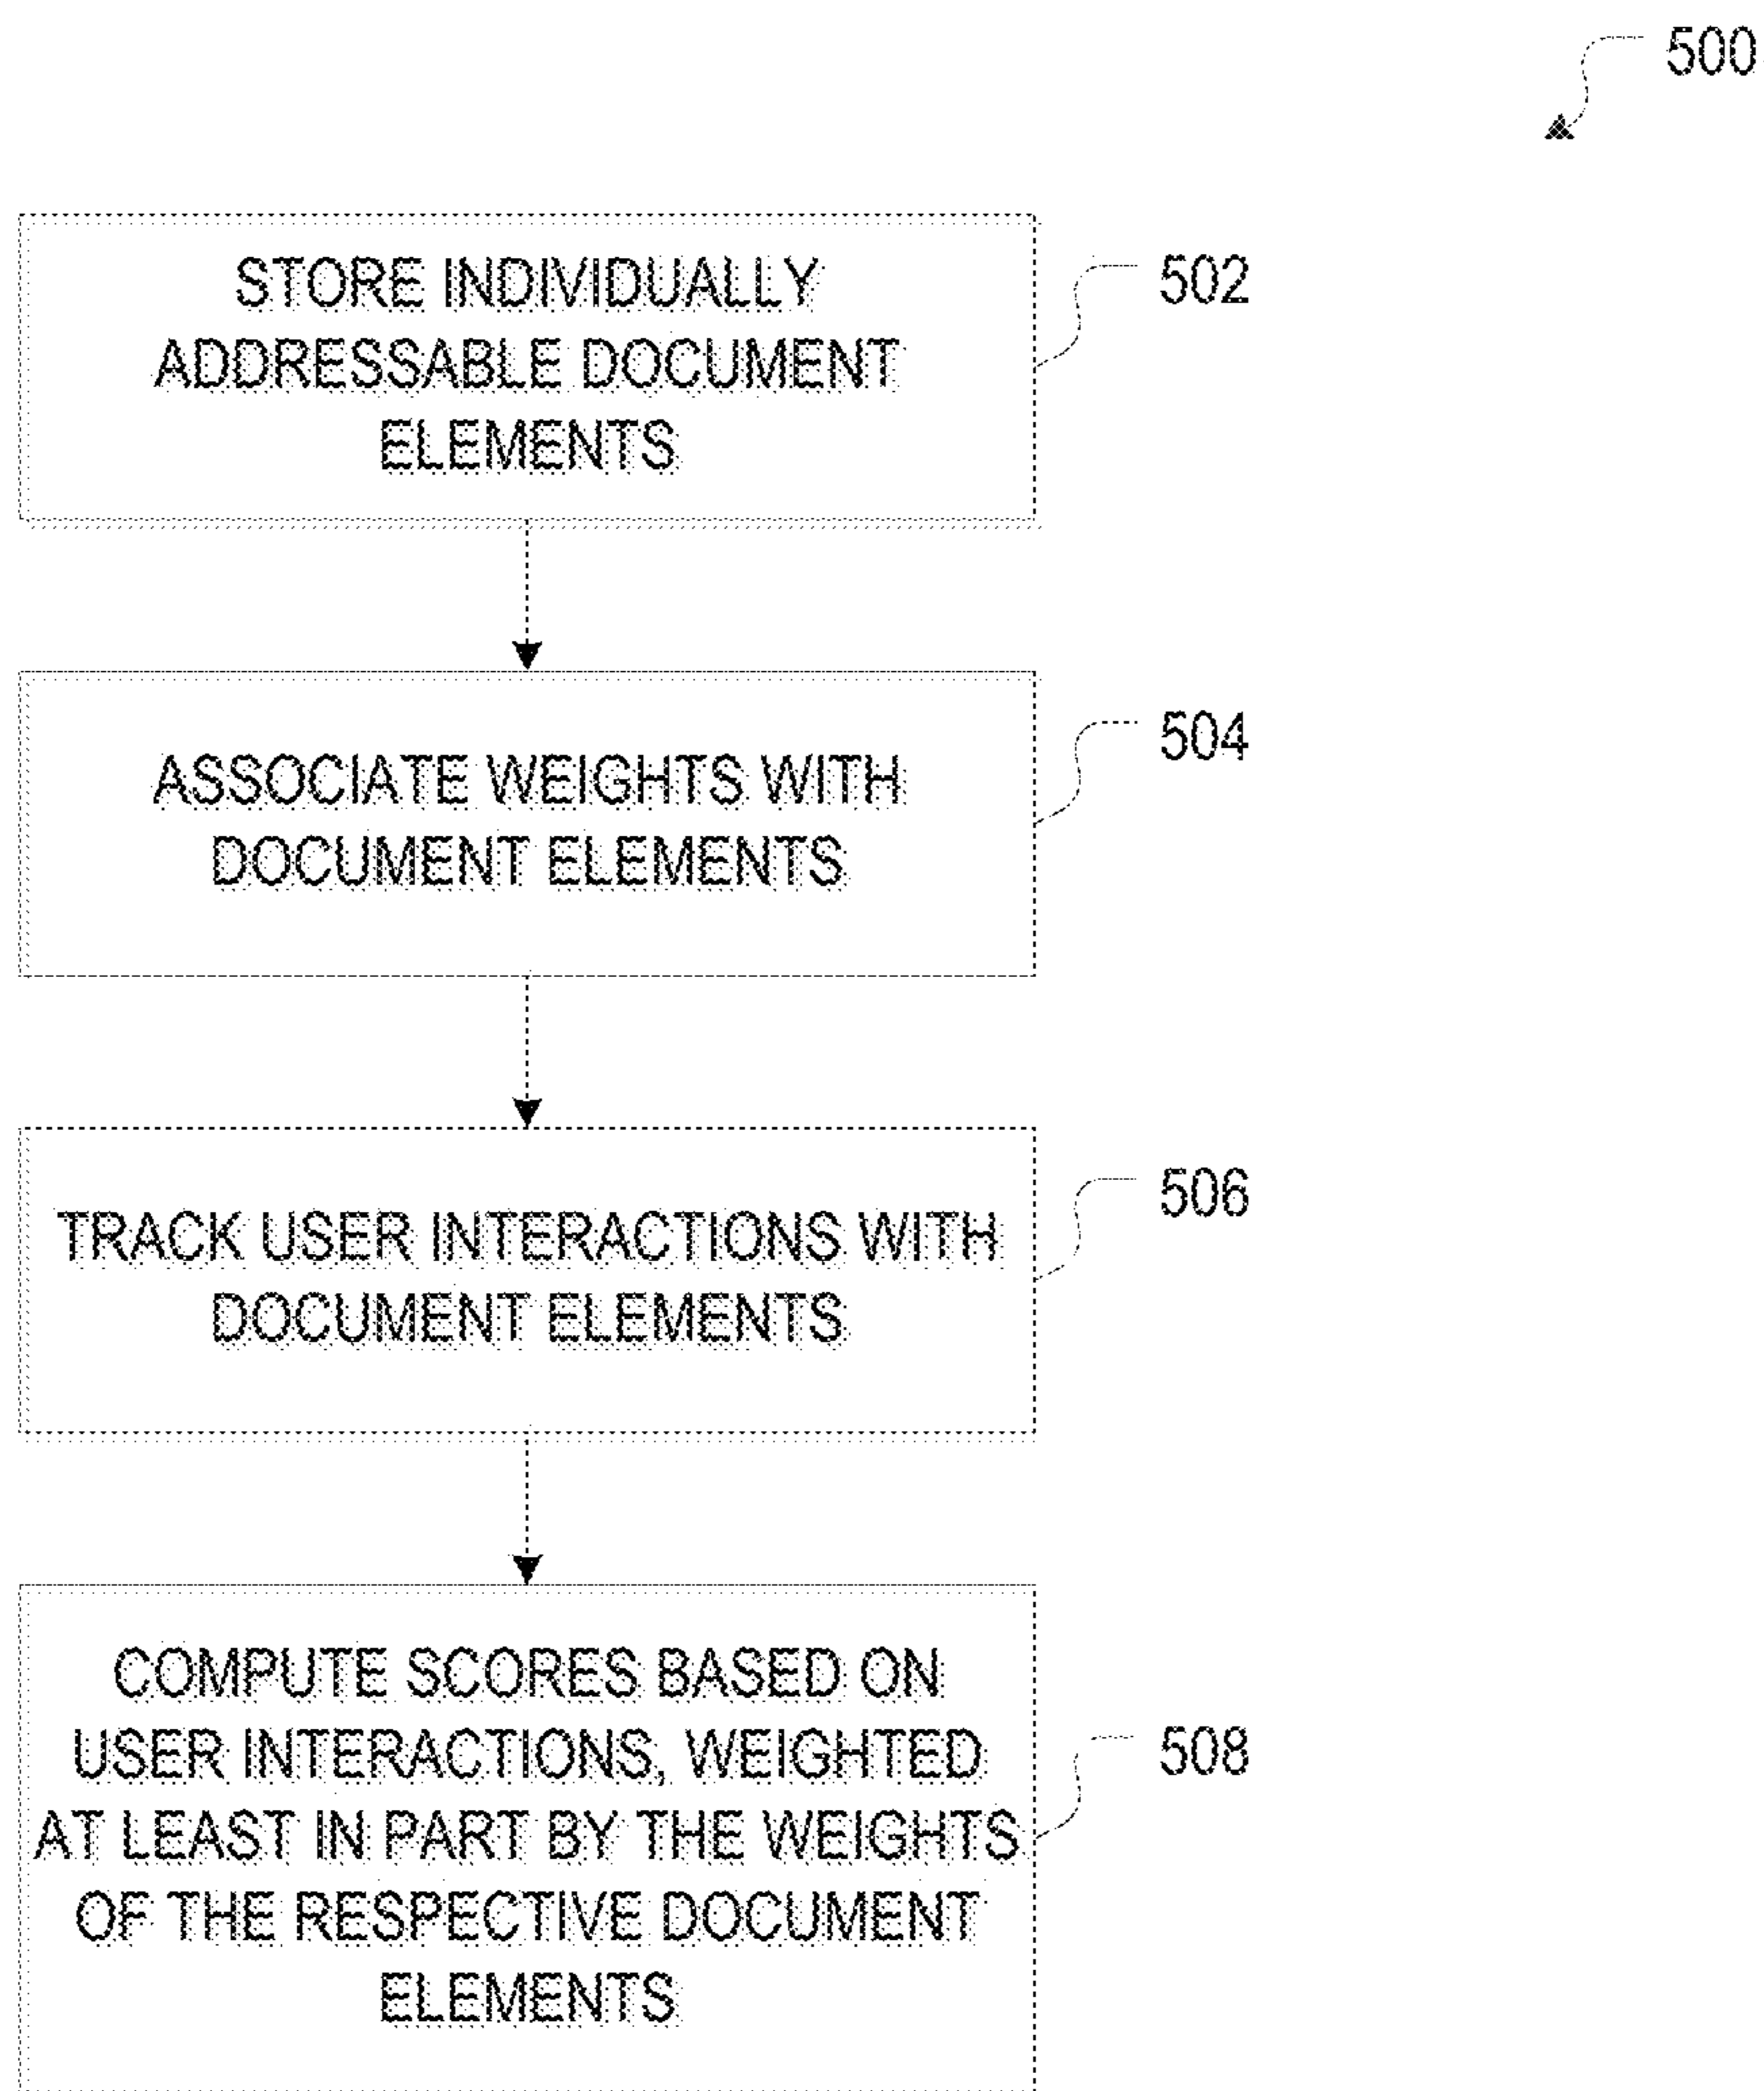 500
STORE INDIVIDUALLY
ADDRESSABLE DOCUMENT
ELEMENTS
502
ASSOCIATE WEIGHTS WITH
DOCUMENT ELEMENTS
504
TRACK USER INTERACTIONS WITH
DOCUMENT ELEMENTS
506
COMPUTE SCORES BASED ON
USER INTERACTIONS, WEIGHTED
AT LEAST IN PART BY THE WEIGHTS
OF THE RESPECTIVE DOCUMENT
ELEMENTS
508